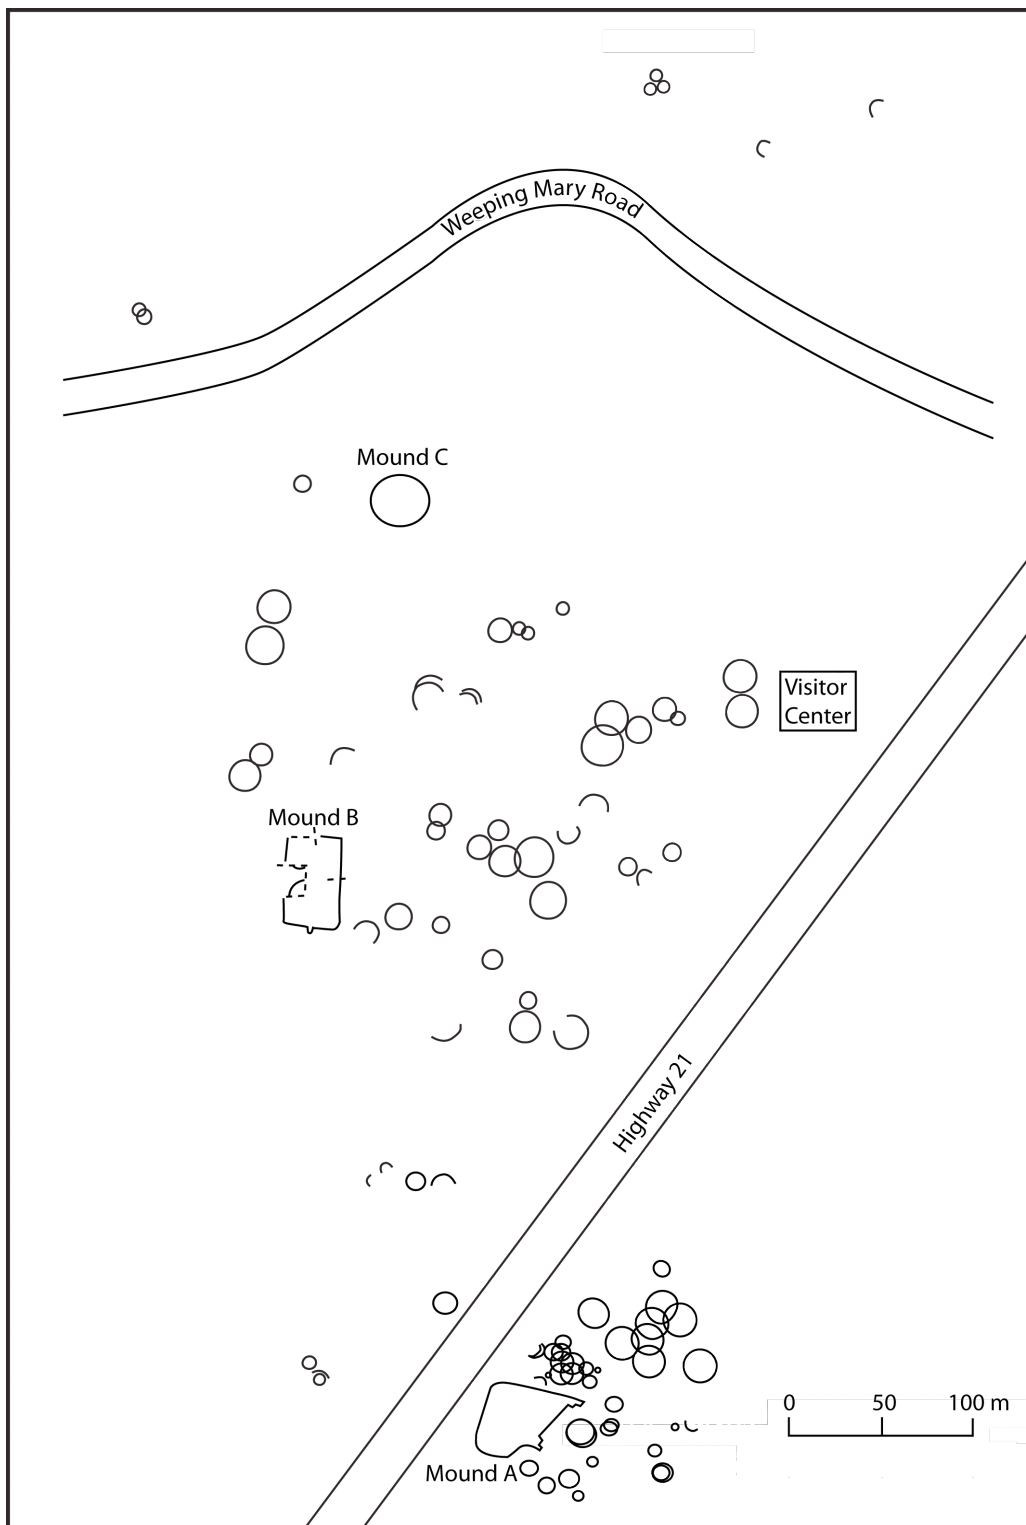 Weeping Mary Road
Mound C
Visitor
Center
Mound B
Highway 21
0 50 100 m
Mound A